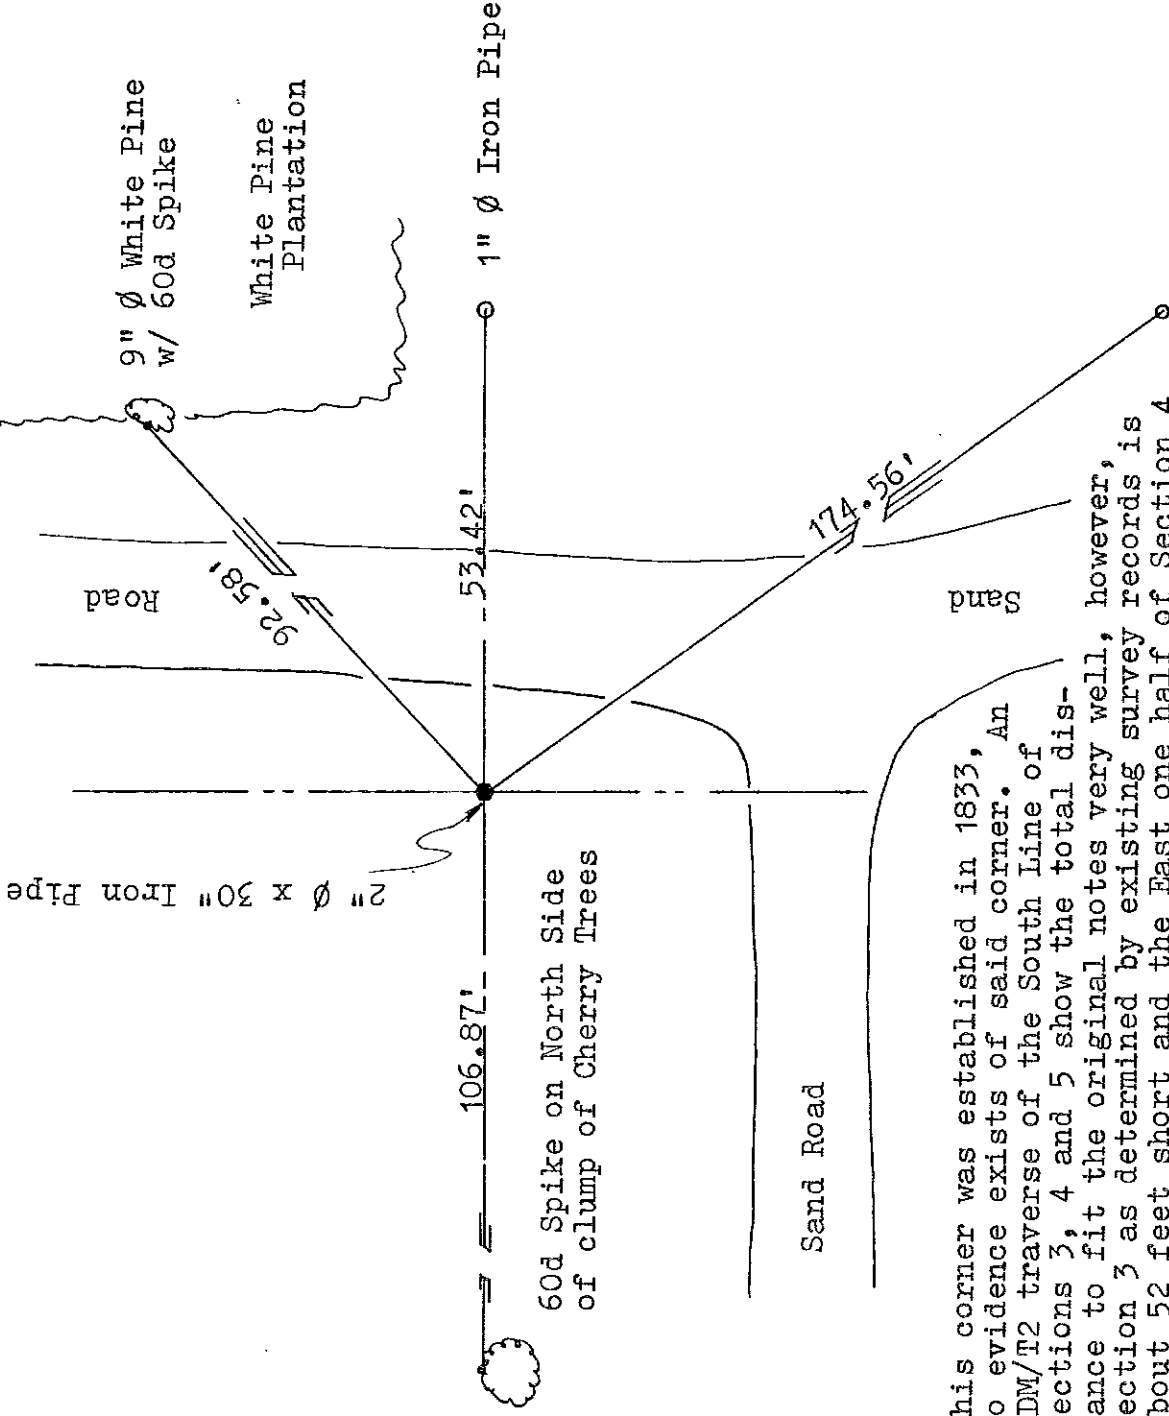 9" Ø White Pine
w/ 60d Spike
White Pine
Plantation
1" Ø Iron Pipe
2" Ø x 30" Iron Pipe
92.58'
53.42'
106.87'
174.56'
60d Spike on North Side
of clump of Cherry Trees
Sand Road
Sand Road
his corner was established in 1833,
o evidence exists of said corner. An
DM/T2 traverse of the South Line of
ections 3, 4 and 5 show the total dis-
ance to fit the original notes very well, however,
ection 3 as determined by existing survey records is
bout 52 feet short and the East one half of Section 4